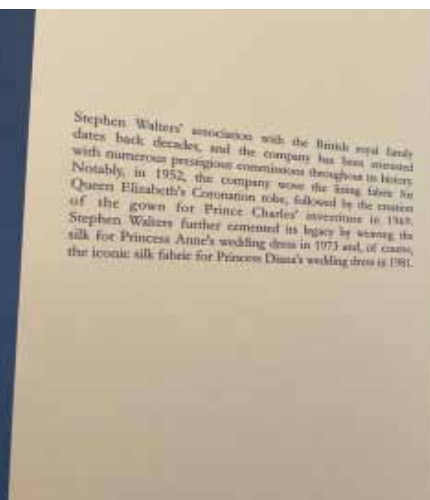 Stephen Walters' association with the British royal family
dates back decades, and the company has been entrusted
with numerous prestigious commissions throughout its history.
Notably, in 1952, the company wove the lining fabric for
Queen Elizabeth's Coronation robe, followed by the creation
of the gown for Prince Charles' investiture in 1969.
Stephen Walters further cemented its legacy by weaving the
silk for Princess Anne's wedding dress in 1973 and, of course,
the iconic silk fabric for Princess Diana's wedding dress in 1981.